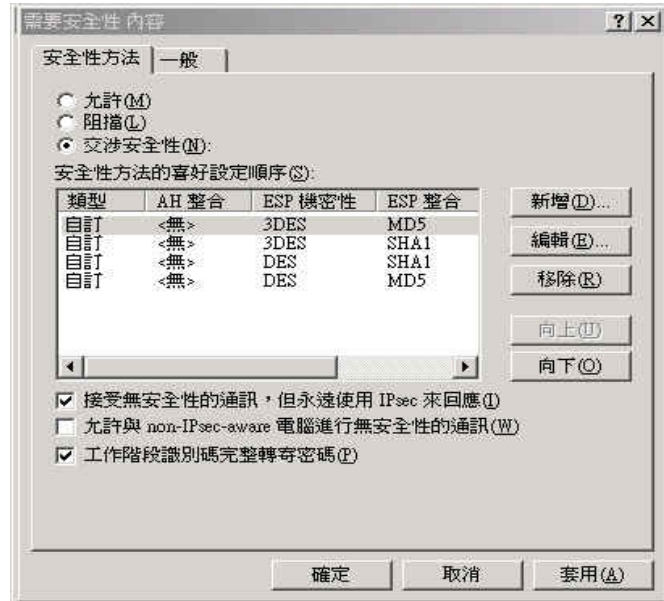 需要安全性 內容
安全性方法 一般
允許(M)
阻擋(L)
交涉安全性(N):
安全性方法的喜好設定順序(S):
類型 AH 整合 ESP 機密性 ESP 整合
自訂 <無> 3DES MD5
自訂 <無> 3DES SHA1
自訂 <無> DES SHA1
自訂 <無> DES MD5
新增(D)...
編輯(E)...
移除(R)
向上(U)
向下(O)
接受無安全性的通訊，但永遠使用 IPsec 來回應(I)
允許與 non-IPsec-aware 電腦進行無安全性的通訊(W)
工作階段識別碼完整轉寄密碼(P)
確定 取消 套用(A)